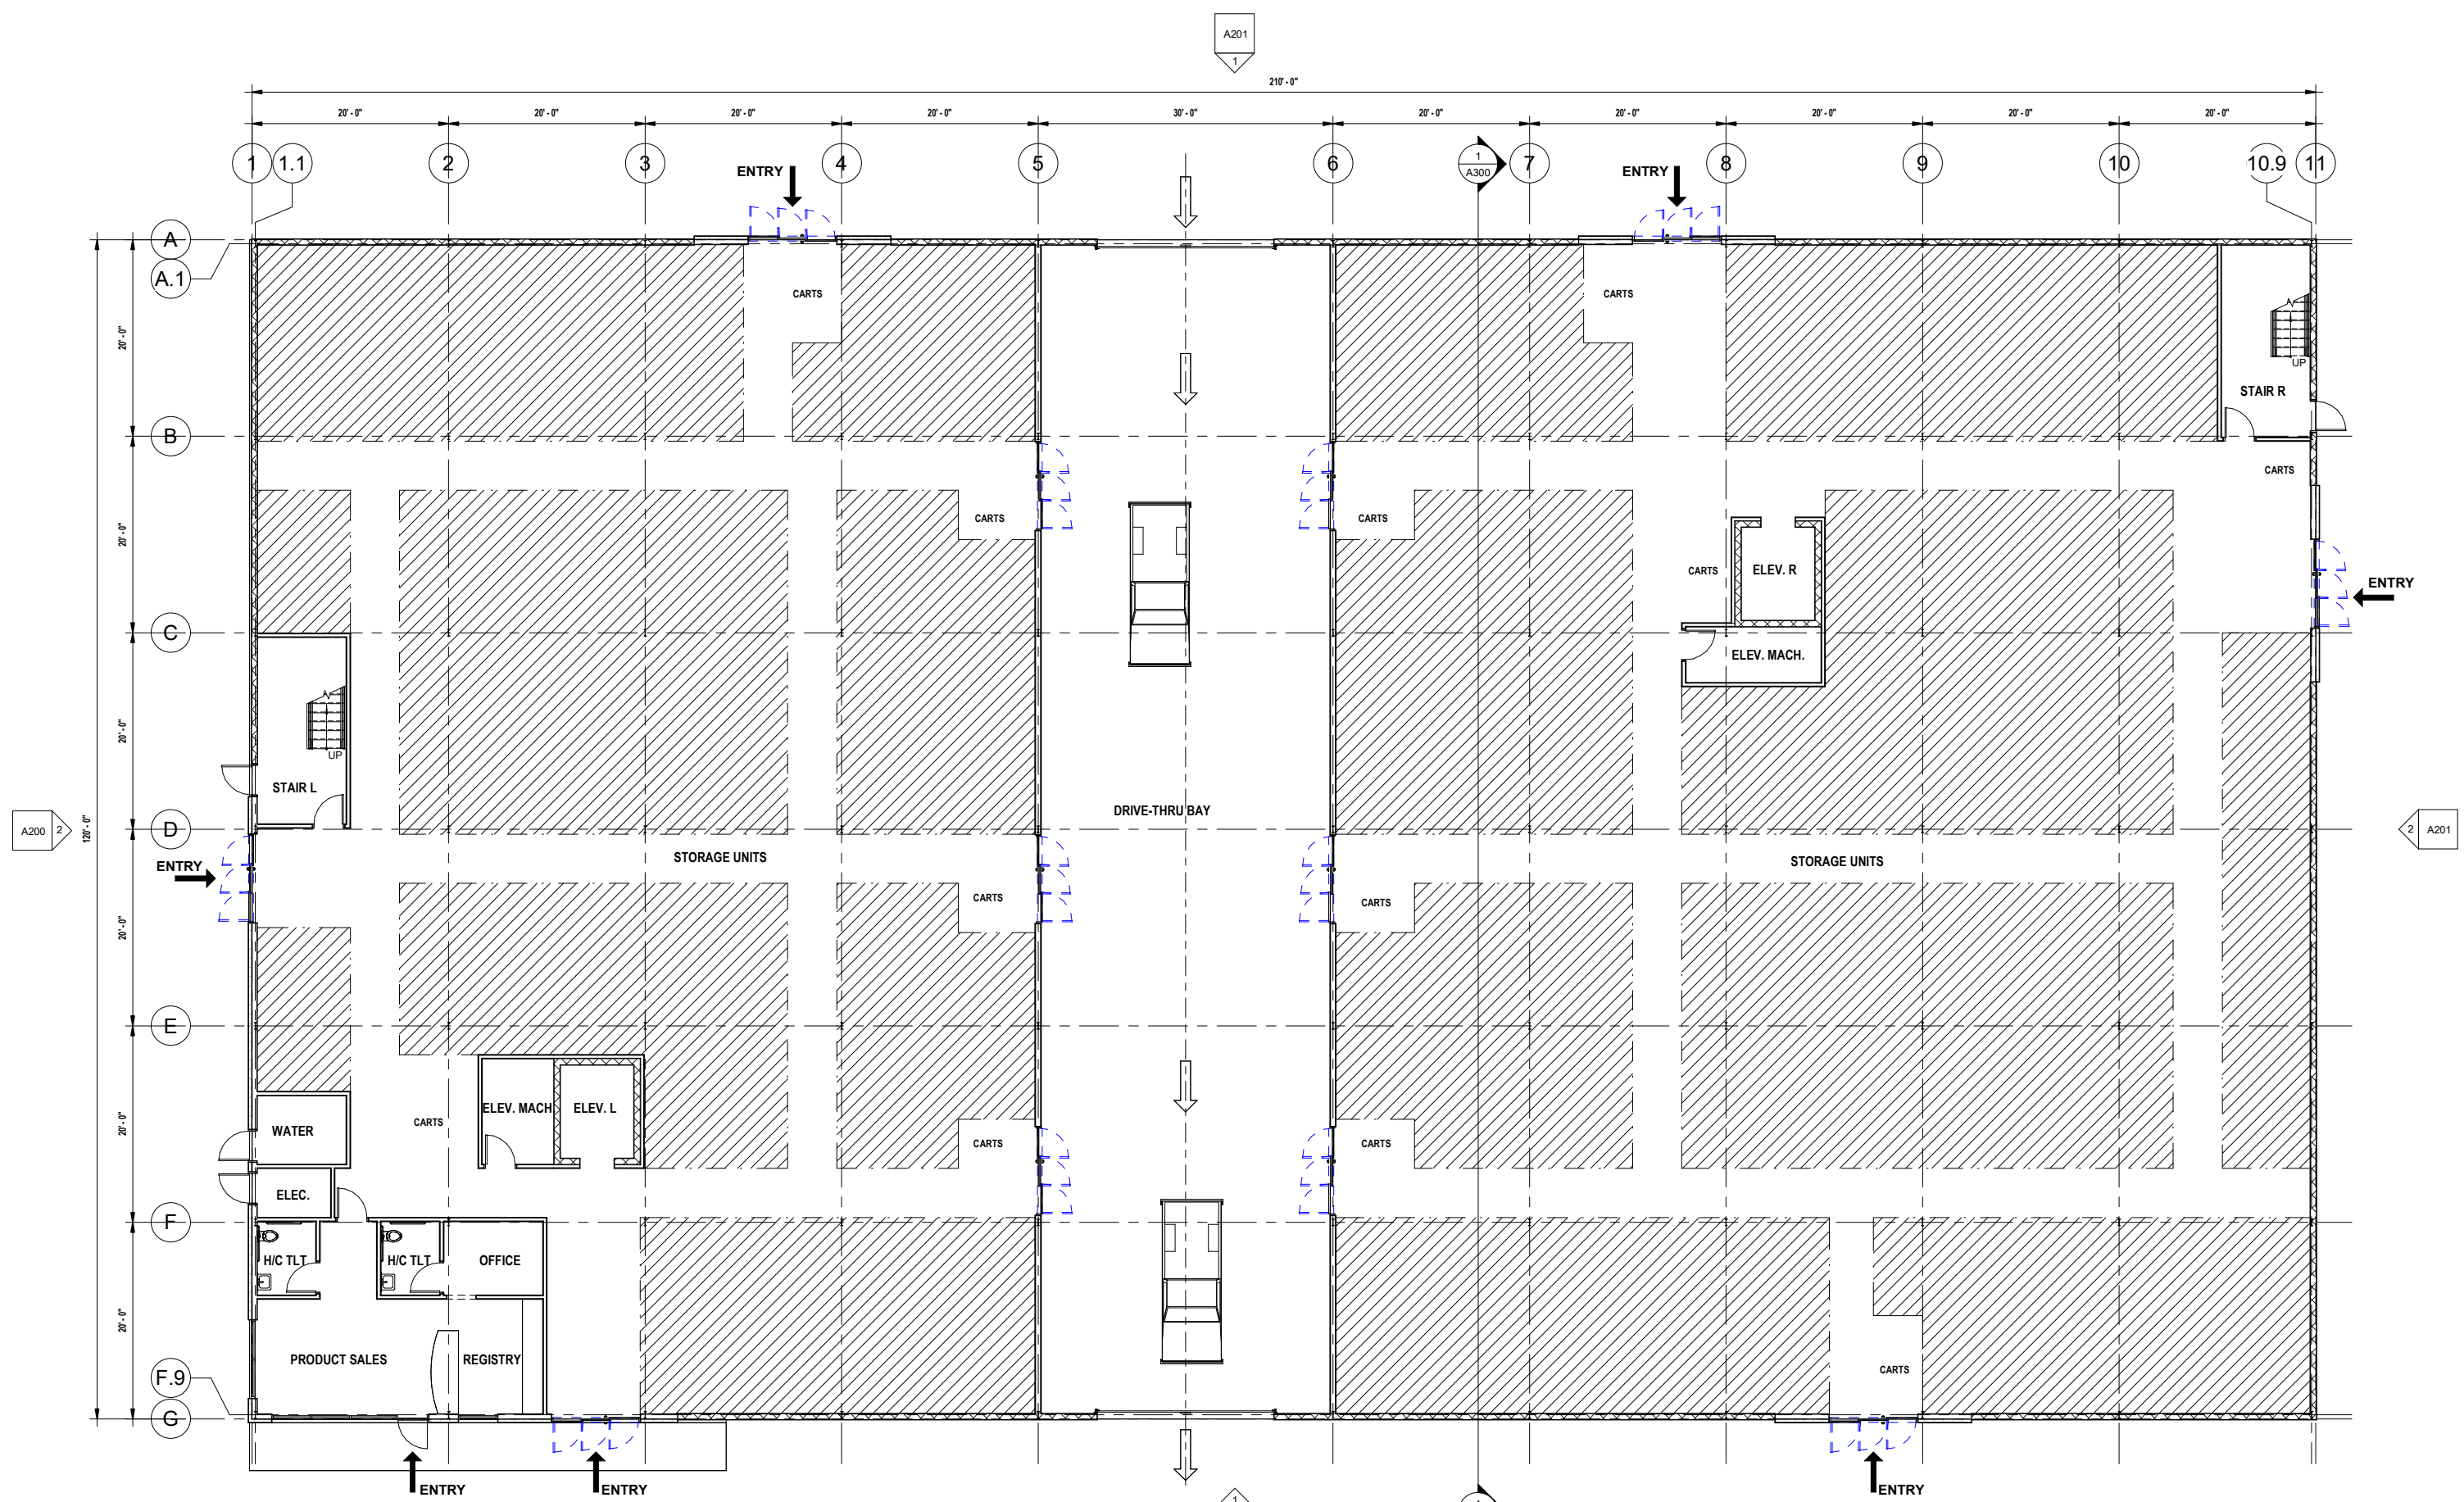 A201
1
210' - 0"
20' - 0"
20' - 0"
20' - 0"
20' - 0"
30' - 0"
20' - 0"
20' - 0"
20' - 0"
20' - 0"
20' - 0"
1
1.1
2
3
4
5
6
1
A300
7
8
9
10
10.9
11
ENTRY
ENTRY
A
A.1
CARTS
CARTS
20' - 0"
UP
STAIR R
B
CARTS
CARTS
CARTS
20' - 0"
CARTS
ELEV. R
ENTRY
C
ELEV. MACH.
20' - 0"
UP
STAIR L
DRIVE-THRU BAY
A200
2
120' - 0"
D
2
A201
STORAGE UNITS
STORAGE UNITS
ENTRY
CARTS
CARTS
20' - 0"
E
ELEV. MACH
ELEV. L
20' - 0"
CARTS
WATER
CARTS
CARTS
ELEC.
F
H/C TLT
H/C TLT
OFFICE
20' - 0"
PRODUCT SALES
REGISTRY
F.9
CARTS
G
ENTRY
ENTRY
ENTRY
1